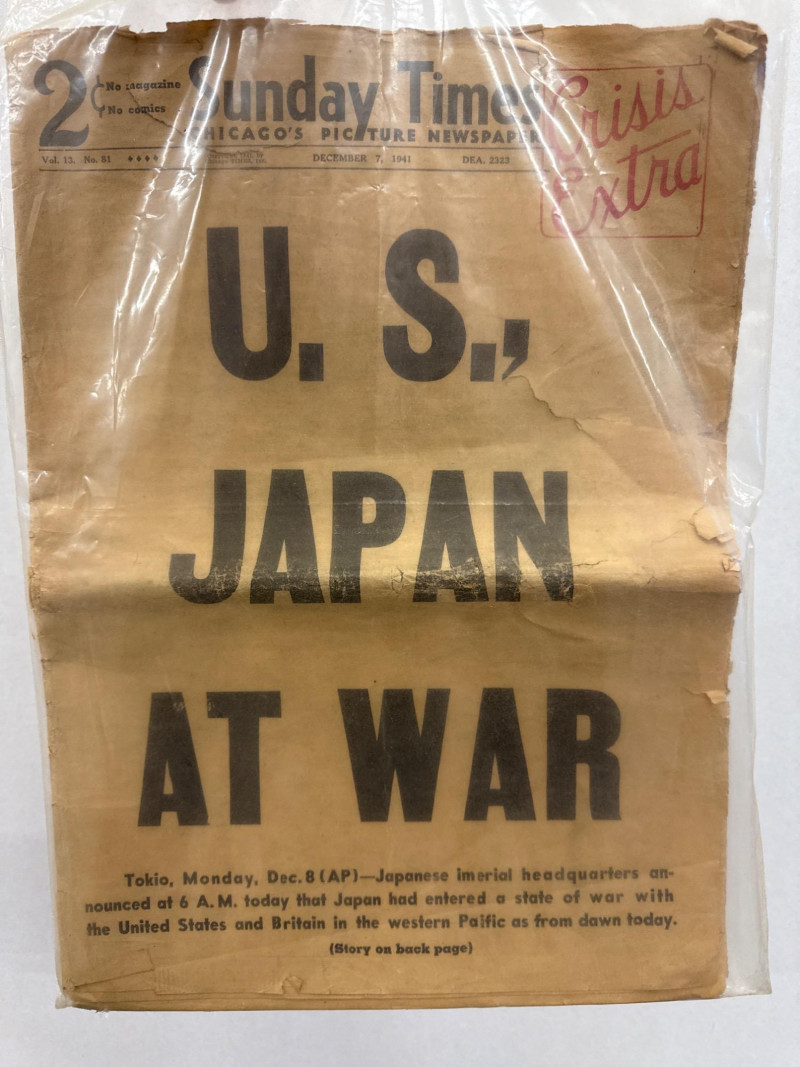 2¢ No magazine
No comics
Sunday Times
CHICAGO'S PICTURE NEWSPAPER
Crisis
Extra
Vol. 13. No. 81 ♦♦♦♦ DECEMBER 7, 1941 DEA. 2323
U. S.,
JAPAN
AT WAR
Tokio, Monday, Dec. 8 (AP)—Japanese imerial headquarters an-
nounced at 6 A. M. today that Japan had entered a state of war with
the United States and Britain in the western Paific as from dawn today.
(Story on back page)